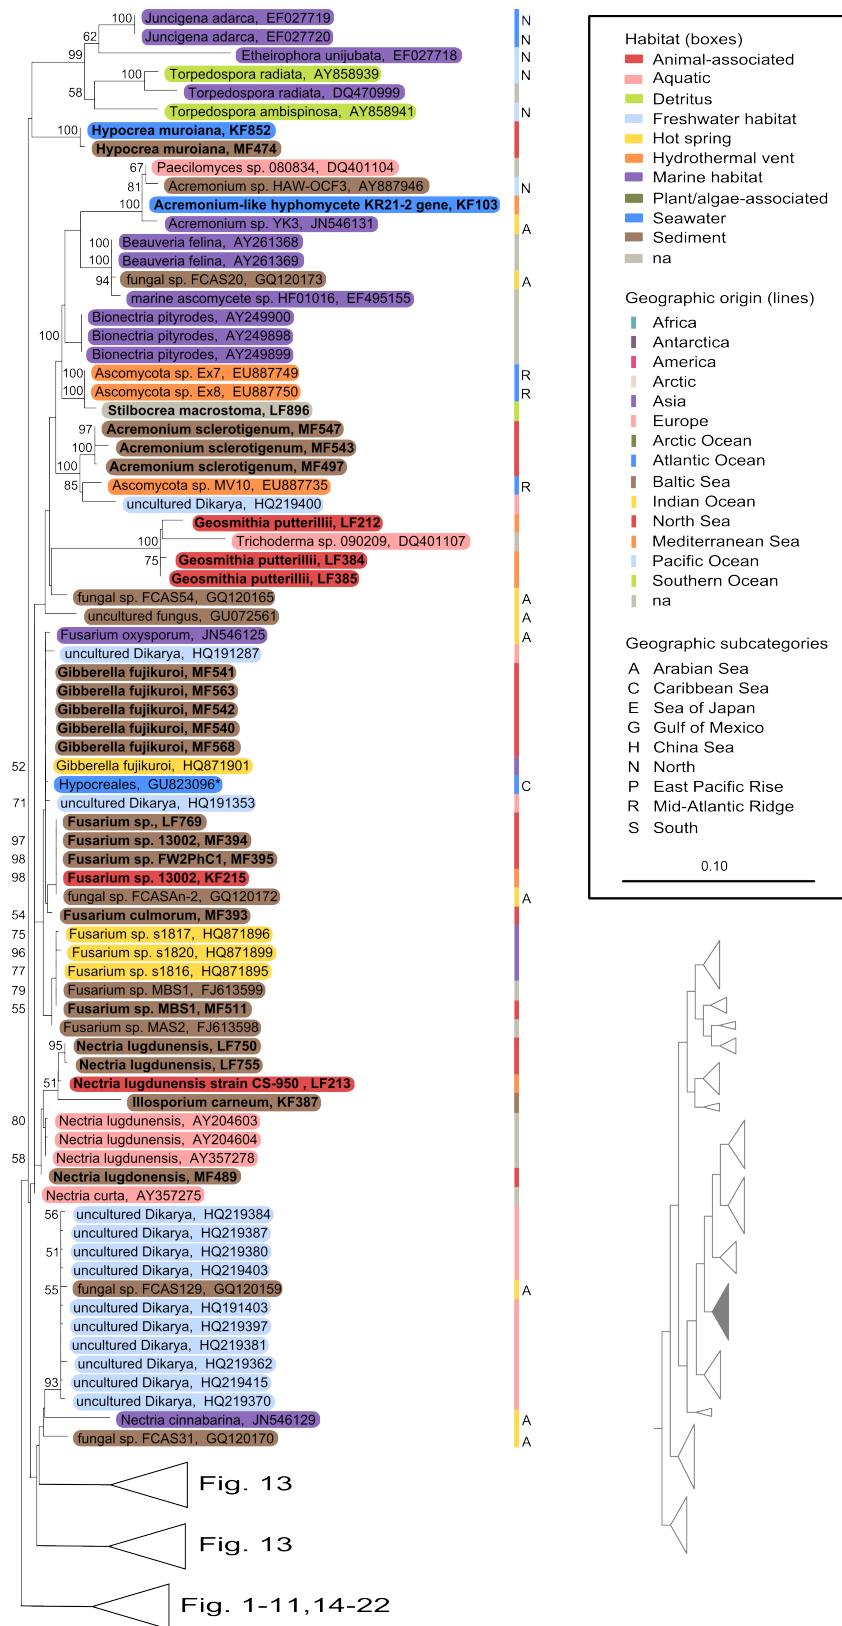 Juncigena adarca, EF027719
Juncigena adarca, EF027720
Etheirophora unijubata, EF027718
Torpedospora radiata, AY858939
Torpedospora radiata, DQ470999
Torpedospora ambispinosa, AY858941
Hypocrea muroiana, KF852
Hypocrea muroiana, MF474
Paecilomyces sp. 080834, DQ401104
Acremonium sp. HAW-OCF3, AY887946
Acremonium-like hyphomycete KR21-2 gene, KF103
Acremonium sp. YK3, JN546131
Beauveria felina, AY261368
Beauveria felina, AY261369
fungal sp. FCAS20, GQ120173
marine ascomycete sp. HF01016, EF495155
Bionectria pityrodes, AY249900
Bionectria pityrodes, AY249898
Bionectria pityrodes, AY249899
Ascomycota sp. Ex7, EU887749
Ascomycota sp. Ex8, EU887750
Stilbocrea macrostoma, LF896
Acremonium sclerotigenum, MF547
Acremonium sclerotigenum, MF543
Acremonium sclerotigenum, MF497
Ascomycota sp. MV10, EU887735
uncultured Dikarya, HQ219400
Geosmithia putterillii, LF212
Trichoderma sp. 090209, DQ401107
Geosmithia putterillii, LF384
Geosmithia putterillii, LF385
fungal sp. FCAS54, GQ120165
uncultured fungus, GU072561
Fusarium oxysporum, JN546125
uncultured Dikarya, HQ191287
Gibberella fujikuroi, MF541
Gibberella fujikuroi, MF563
Gibberella fujikuroi, MF542
Gibberella fujikuroi, MF540
Gibberella fujikuroi, MF568
Gibberella fujikuroi, HQ871901
Hypocreales, GU823096*
uncultured Dikarya, HQ191353
Fusarium sp., LF769
Fusarium sp. 13002, MF394
Fusarium sp. FW2PhC1, MF395
Fusarium sp. 13002, KF215
fungal sp. FCASAn-2, GQ120172
Fusarium culmorum, MF393
Fusarium sp. s1817, HQ871896
Fusarium sp. s1820, HQ871899
Fusarium sp. s1816, HQ871895
Fusarium sp. MBS1, FJ613599
Fusarium sp. MBS1, MF511
Fusarium sp. MAS2, FJ613598
Nectria lugdunensis, LF750
Nectria lugdunensis, LF755
Nectria lugdunensis strain CS-950 , LF213
Illosporium carneum, KF387
Nectria lugdunensis, AY204603
Nectria lugdunensis, AY204604
Nectria lugdunensis, AY357278
Nectria lugdonensis, MF489
Nectria curta, AY357275
uncultured Dikarya, HQ219384
uncultured Dikarya, HQ219387
uncultured Dikarya, HQ219380
uncultured Dikarya, HQ219403
fungal sp. FCAS129, GQ120159
uncultured Dikarya, HQ191403
uncultured Dikarya, HQ219397
uncultured Dikarya, HQ219381
uncultured Dikarya, HQ219362
uncultured Dikarya, HQ219415
uncultured Dikarya, HQ219370
Nectria cinnabarina, JN546129
fungal sp. FCAS31, GQ120170
Fig. 13
Fig. 13
Fig. 1-11,14-22
100
62
99
100
58
100
67
81
100
100
100
94
100
100
100
97
100
100
85
100
75
52
71
97
98
98
54
75
96
77
79
55
95
51
80
58
56
51
55
93
N
N
N
N
N
N
A
A
R
R
R
A
A
A
C
A
A
A
A
Habitat (boxes)
Animal-associated
Aquatic
Detritus
Freshwater habitat
Hot spring
Hydrothermal vent
Marine habitat
Plant/algae-associated
Seawater
Sediment
na
Geographic origin (lines)
Africa
Antarctica
America
Arctic
Asia
Europe
Arctic Ocean
Atlantic Ocean
Baltic Sea
Indian Ocean
North Sea
Mediterranean Sea
Pacific Ocean
Southern Ocean
na
Geographic subcategories
A Arabian Sea
C Caribbean Sea
E Sea of Japan
G Gulf of Mexico
H China Sea
N North
P East Pacific Rise
R Mid-Atlantic Ridge
S South
0.10